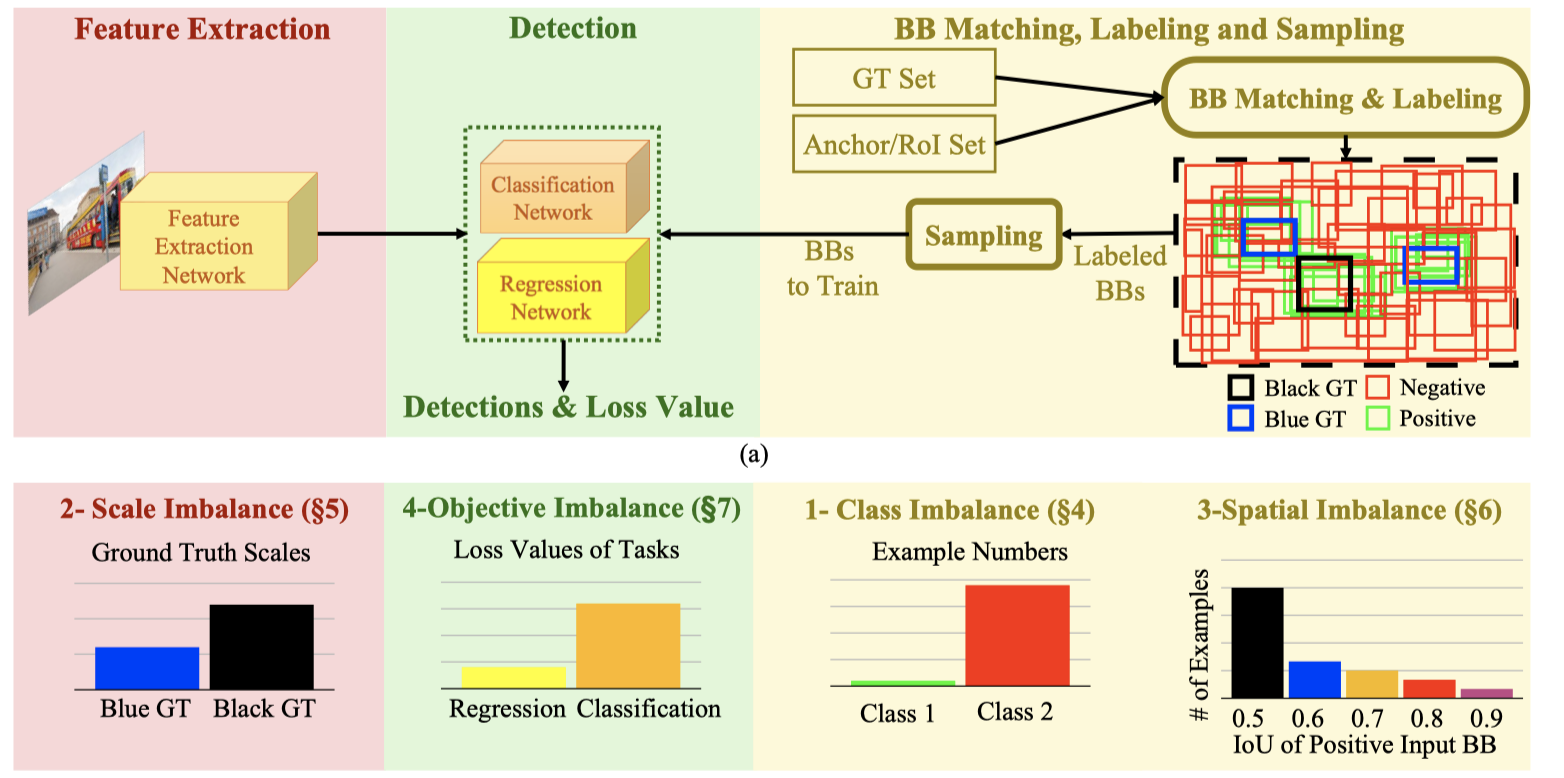 Feature Extraction
Detection
BB Matching, Labeling and Sampling
GT Set
Anchor/RoI Set
BB Matching & Labeling
Classification
Network
Feature
Extraction
Network
Regression
Network
Sampling
BBs
to Train
Labeled
BBs
Detections & Loss Value
Black GT
Negative
Blue GT
Positive
(a)
2- Scale Imbalance (§5)
Ground Truth Scales
Blue GT Black GT
4-Objective Imbalance (§7)
Loss Values of Tasks
Regression Classification
1- Class Imbalance (§4)
Example Numbers
Class 1 Class 2
3-Spatial Imbalance (§6)
# of Examples
0.5 0.6 0.7 0.8 0.9
IoU of Positive Input BB